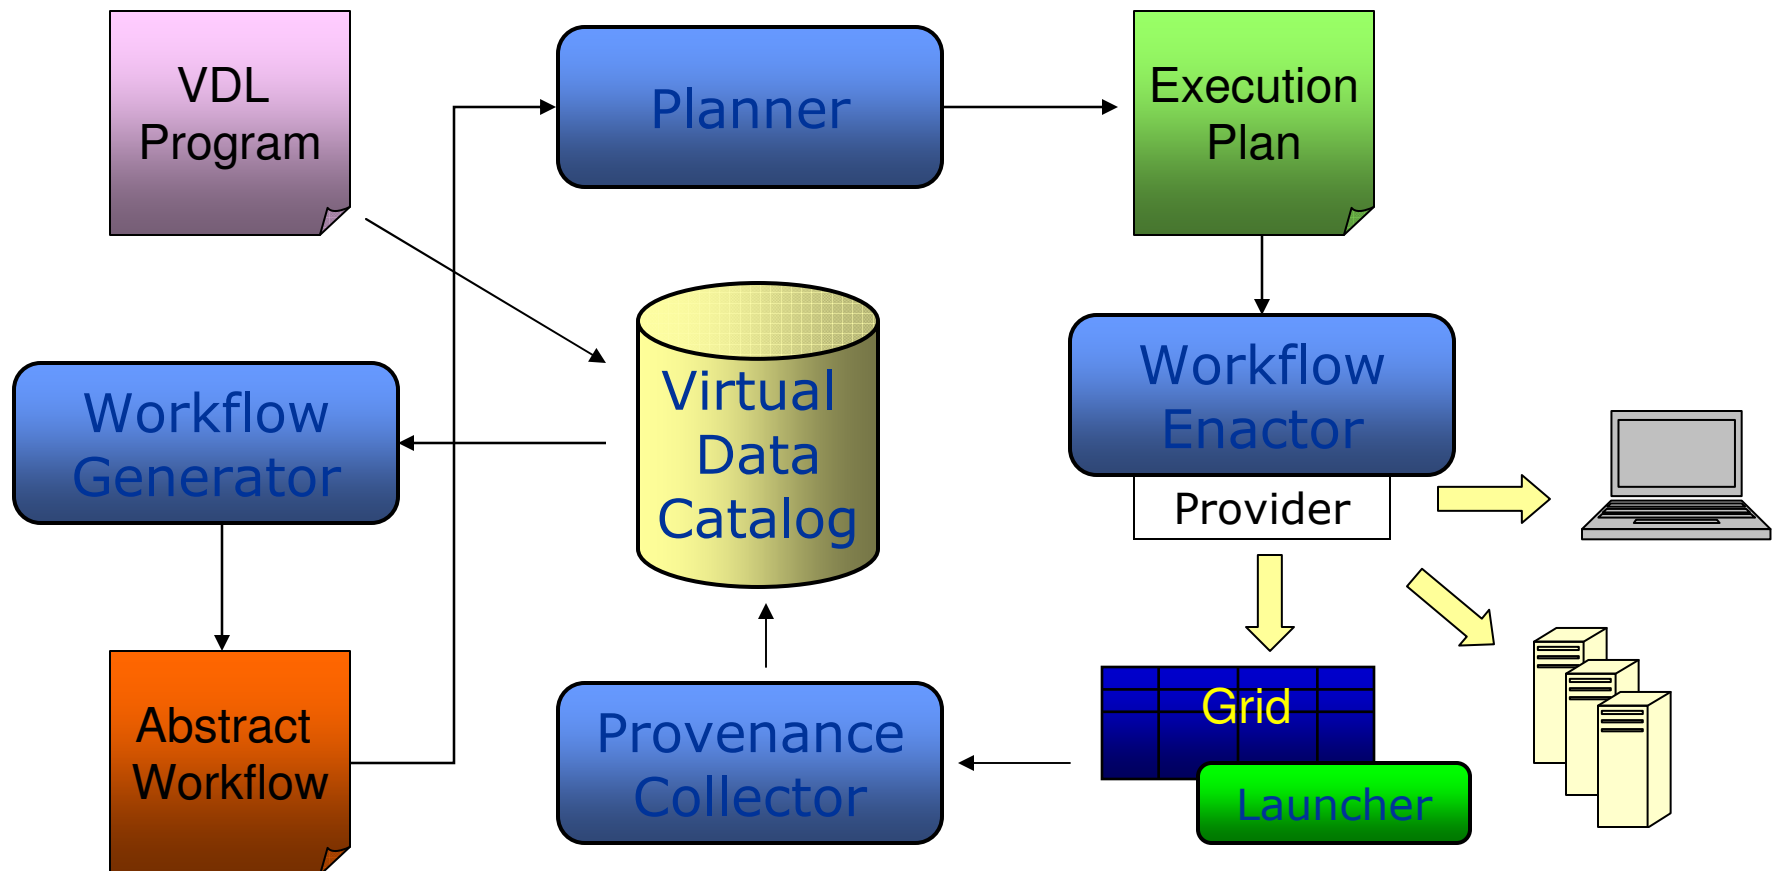 VDL
Program
Planner
Execution
Plan
Virtual
Data
Catalog
Workflow
Generator
Workflow
Enactor
Provider
Abstract
Workflow
Provenance
Collector
Grid
Launcher